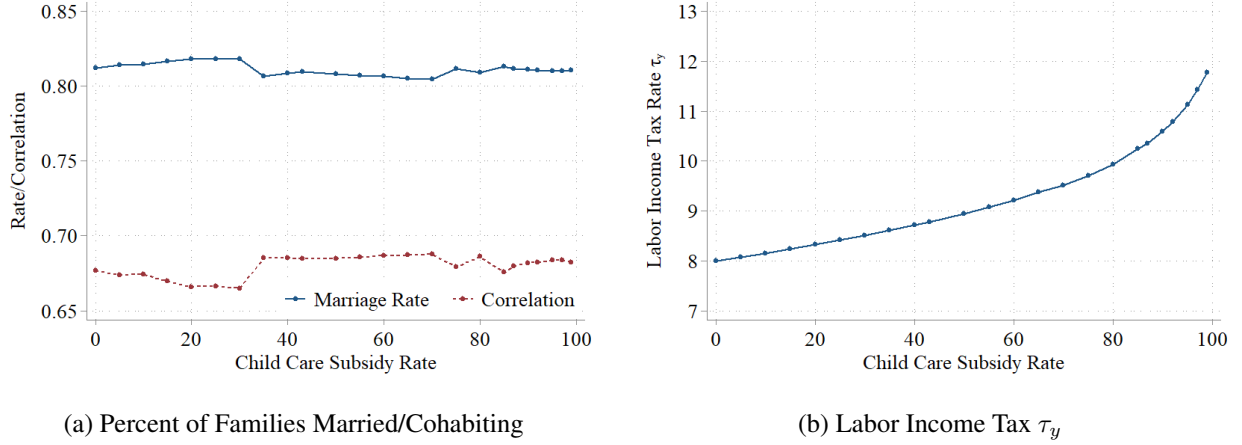 0.85
0.80
0.75
0.70
0.65
Rate/Correlation
Marriage Rate
Correlation
0 20 40 60 80 100
Child Care Subsidy Rate
(a) Percent of Families Married/Cohabiting
13
12
11
10
9
8
7
Labor Income Tax Rate τy
0 20 40 60 80 100
Child Care Subsidy Rate
(b) Labor Income Tax τy